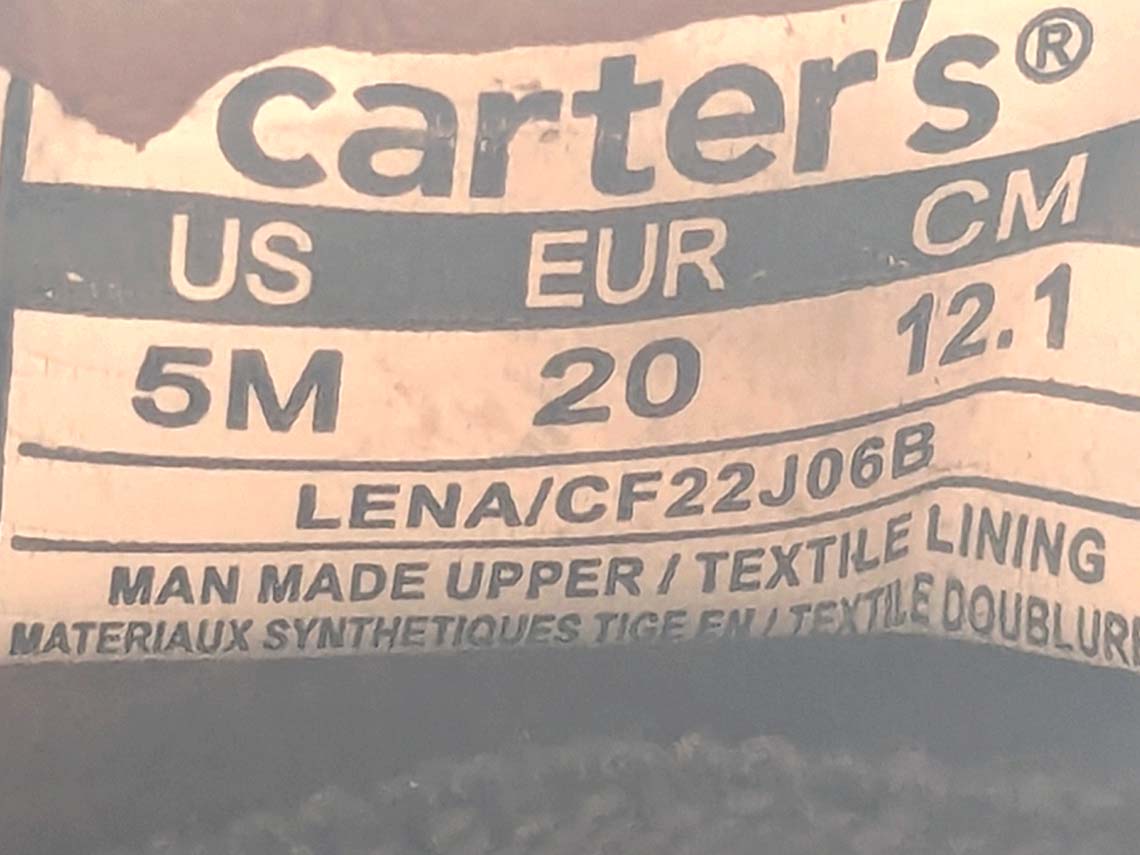 carter's®
US EUR CM
5M 20 12.1
LENA/CF22J06B
MAN MADE UPPER / TEXTILE LINING
MATERIAUX SYNTHETIQUES TIGE EN / TEXTILE DOUBLURE